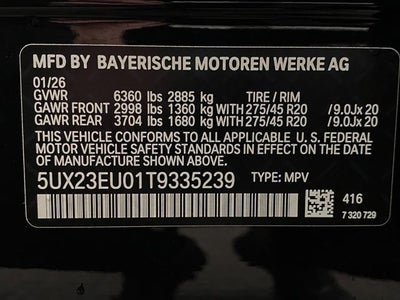 MFD BY BAYERISCHE MOTOREN WERKE AG
01/26
GVWR 6360 lbs 2885 kg TIRE / RIM
GAWR FRONT 2998 lbs 1360 kg WITH 275/45 R20 /9.0Jx 20
GAWR REAR 3704 lbs 1680 kg WITH 275/45 R20 /9.0Jx 20
THIS VEHICLE CONFORMS TO ALL APPLICABLE U. S. FEDERAL
MOTOR VEHICLE SAFETY STANDARDS IN EFFECT ON THE
DATE OF MANUFACTURE SHOWN ABOVE.
5UX23EU01T9335239 TYPE: MPV
416
7 320 729